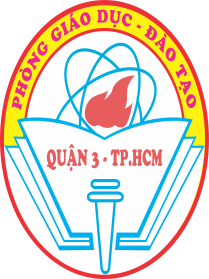 PHÒNG GIÁO DỤC - ĐÀO TẠO
QUẬN 3 - TP.HCM